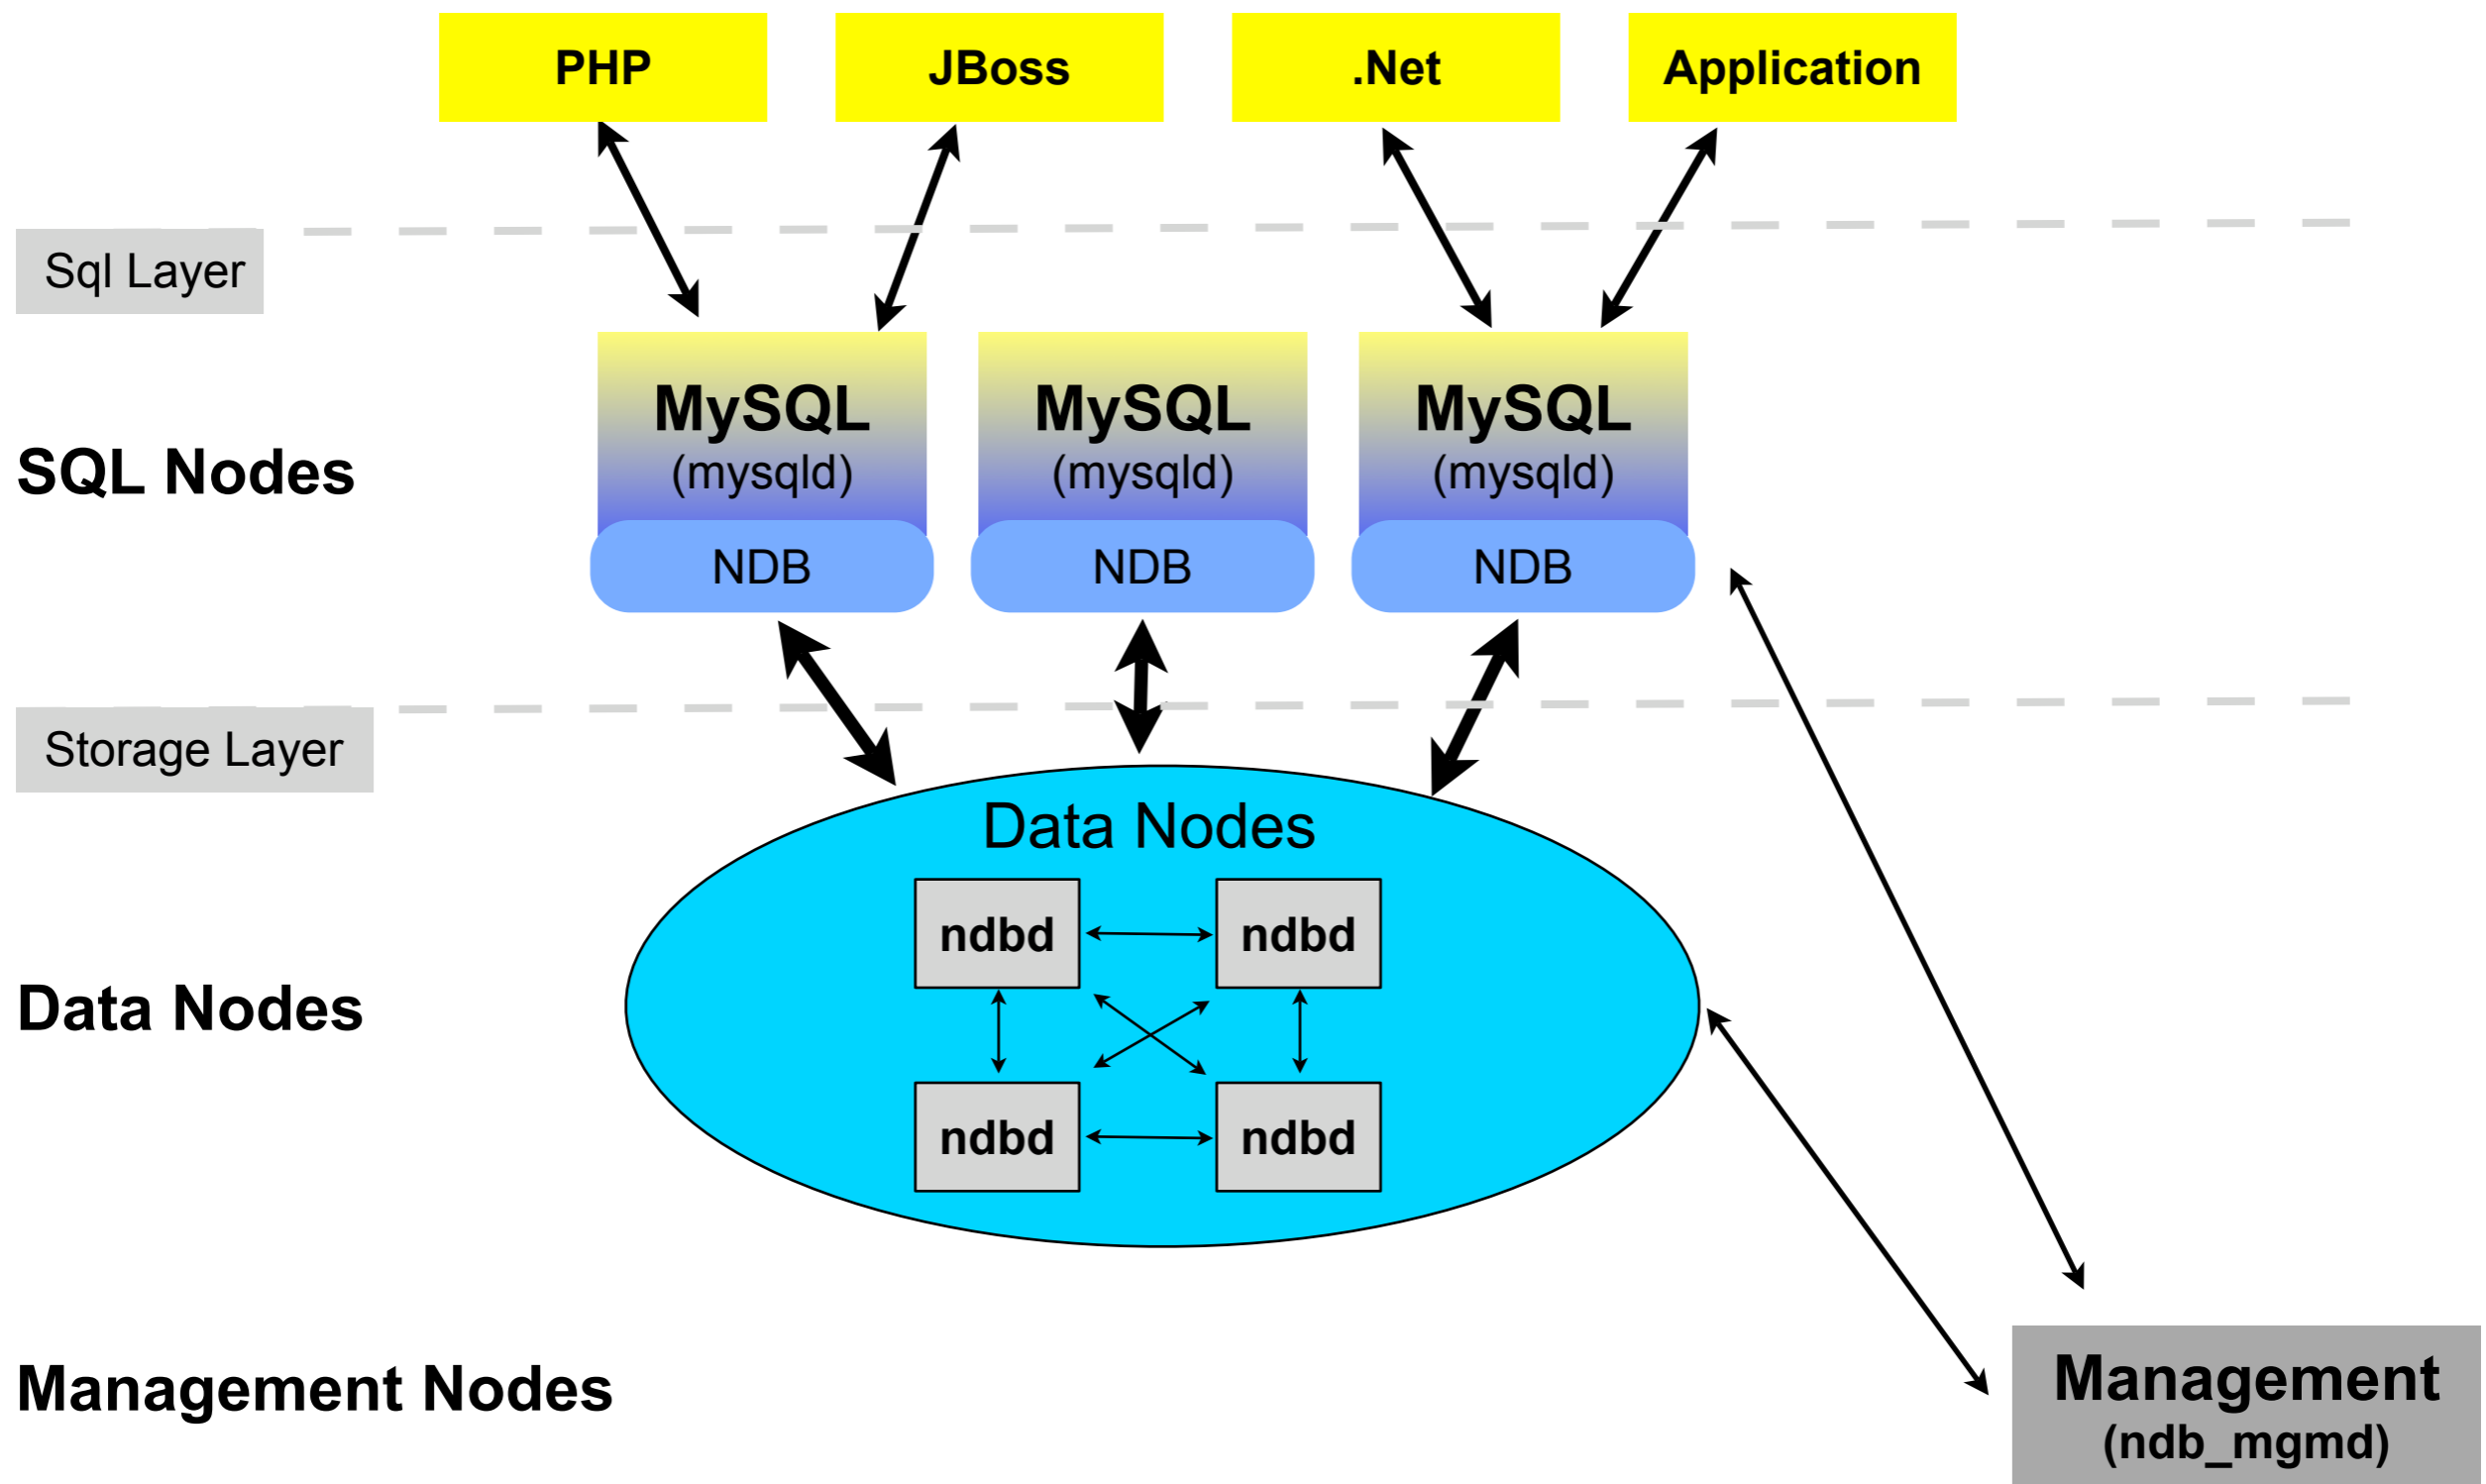 PHP
JBoss
.Net
Application
Sql Layer
MySQL
(mysqld)
NDB
MySQL
(mysqld)
NDB
MySQL
(mysqld)
NDB
SQL Nodes
Storage Layer
Data Nodes
ndbd
ndbd
ndbd
ndbd
Data Nodes
Management Nodes
Management
(ndb_mgmd)